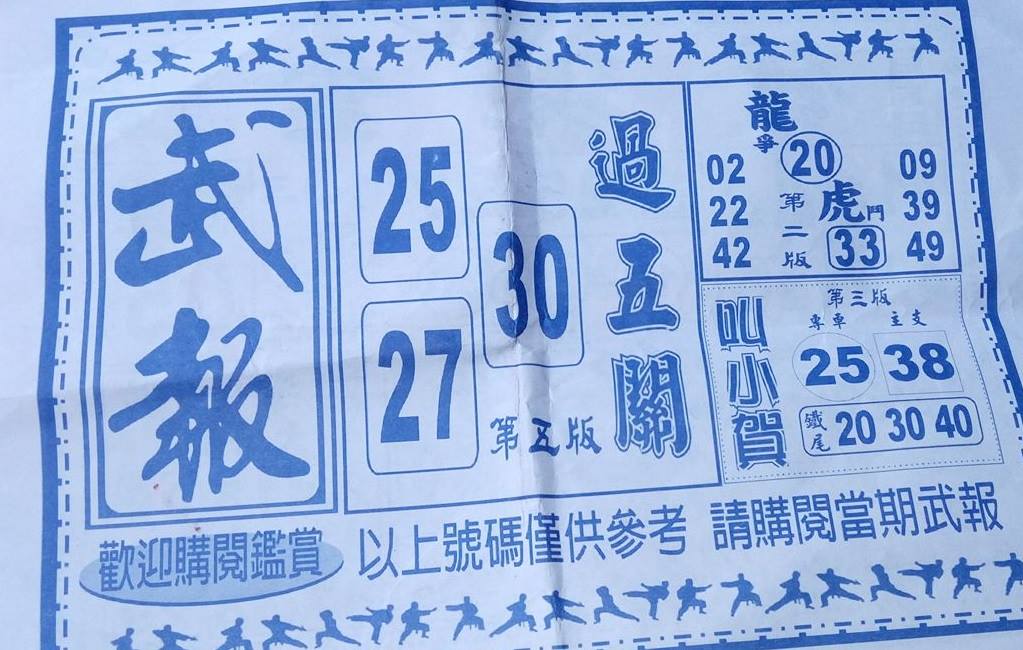 武報
歡迎購閱鑑賞
過五關
25
30
27
第五版
龍爭
虎鬥
第二版
20
33
02
22
42
09
39
49
叫小賀
第三版
專車
主支
25
38
鐵尾
20 30 40
以上號碼僅供參考 請購閱當期武報